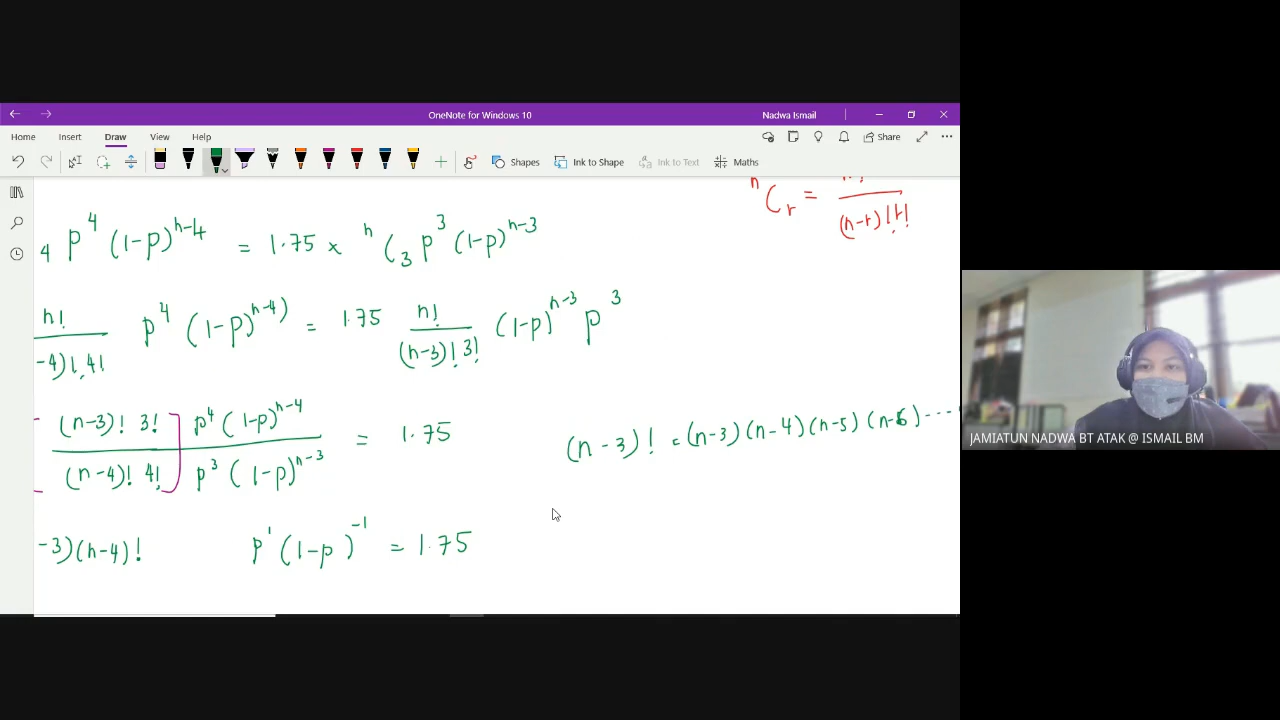 OneNote for Windows 10
Nadwa Ismail
Home Insert Draw View Help
Share
Shapes Ink to Shape Ink to Text Maths
ⁿCᵣ = n!/(n-r)!r!
4 p⁴ (1-p)ⁿ⁻⁴ = 1.75 × ⁿC₃ p³ (1-p)ⁿ⁻³
n!/-4)!4! p⁴ (1-p)ⁿ⁻⁴⁾ = 1.75 n!/(n-3)!3! (1-p)ⁿ⁻³ p³
[(n-3)! 3!/(n-4)! 4!] p⁴(1-p)ⁿ⁻⁴/p³(1-p)ⁿ⁻³ = 1.75
(n-3)! = (n-3)(n-4)(n-5)(n-6)....
-3)(n-4)! p¹(1-p)⁻¹ = 1.75
JAMIATUN NADWA BT ATAK @ ISMAIL BM